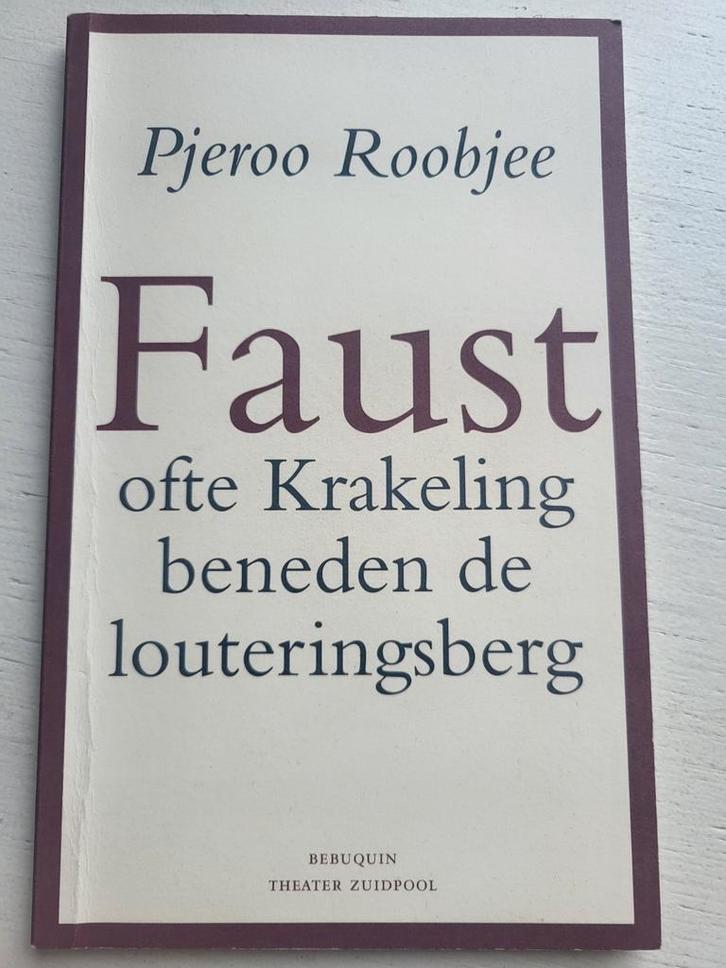 Pjeroo Roobjee
Faust
ofte Krakeling
beneden de
louteringsberg
BEBUQUIN
THEATER ZUIDPOOL